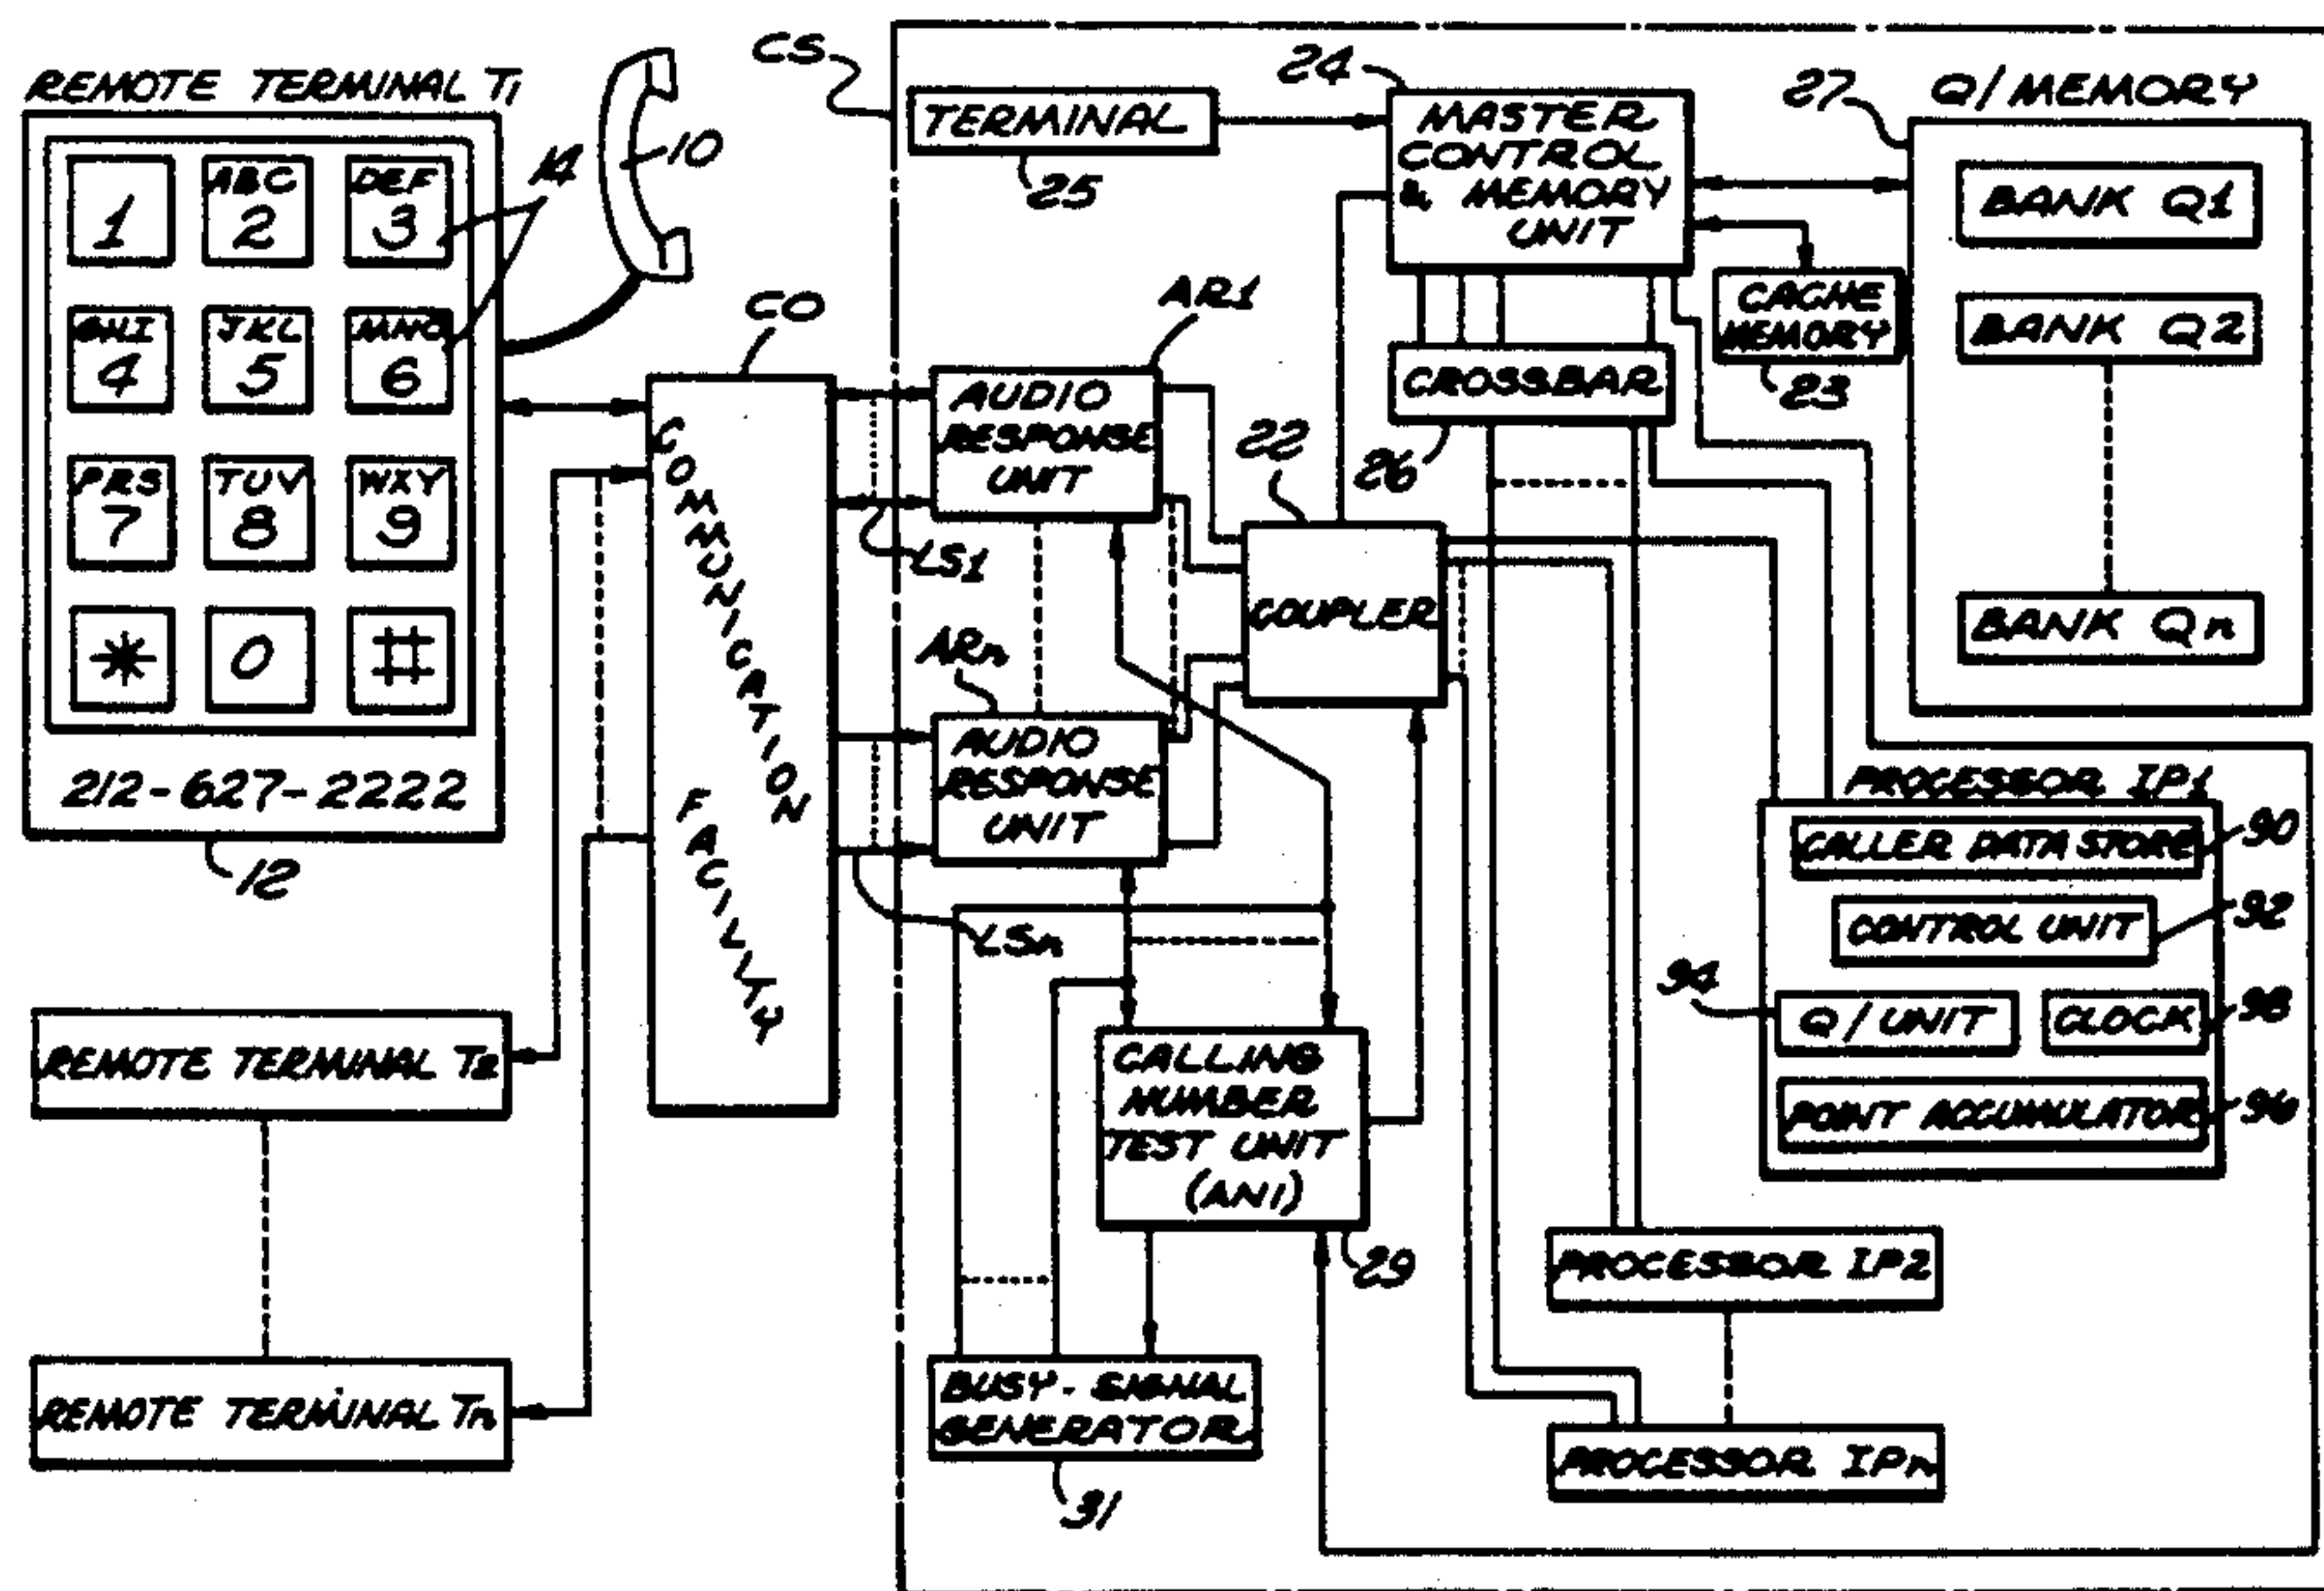 REMOTE TERMINAL T1
1
ABC
2
DEF
3
GHI
4
JKL
5
MNO
6
PRS
7
TUV
8
WXY
9
*
0
#
212-627-2222
12
14
10
REMOTE TERMINAL T2
REMOTE TERMINAL Tn
CO
COMMUNICATION
FACILITY
CS
TERMINAL
25
24
MASTER
CONTROL
& MEMORY
UNIT
27
Q/MEMORY
BANK Q1
BANK Q2
BANK Qn
CACHE
MEMORY
23
CROSSBAR
26
AR1
AUDIO
RESPONSE
UNIT
LS1
22
COUPLER
ARn
AUDIO
RESPONSE
UNIT
LSn
CALLING
NUMBER
TEST UNIT
(ANI)
29
BUSY-SIGNAL
GENERATOR
31
PROCESSOR IP1
CALLER DATA STORE
90
CONTROL UNIT
92
94
Q/UNIT
CLOCK
98
POINT ACCUMULATOR
96
PROCESSOR IP2
PROCESSOR IPn